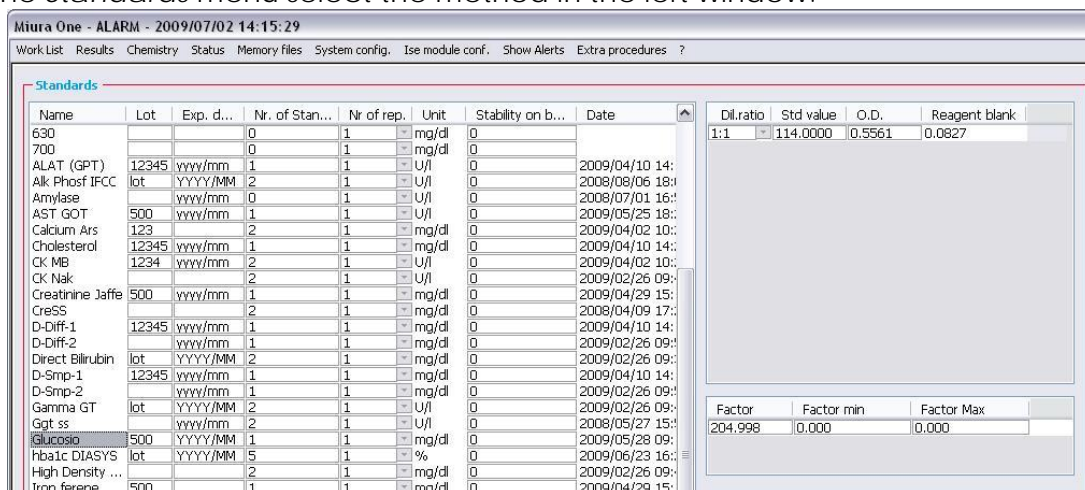 The standards menu select the method in the left window.
Miura One - ALARM - 2009/07/02 14:15:29
Work List Results Chemistry Status Memory files System config. Ise module conf. Show Alerts Extra procedures ?
Standards
Name Lot Exp. d... Nr. of Stan... Nr of rep. Unit Stability on b... Date
630 0 1 mg/dl 0
700 0 1 mg/dl 0
ALAT (GPT) 12345 yyyy/mm 1 1 U/l 0 2009/04/10 14:
Alk Phosf IFCC lot YYYY/MM 2 1 U/l 0 2008/08/06 18:
Amylase yyyy/mm 0 1 U/l 0 2008/07/01 16:
AST GOT 500 yyyy/mm 1 1 U/l 0 2009/05/25 18:
Calcium Ars 123 2 1 mg/dl 0 2009/04/02 10:
Cholesterol 12345 yyyy/mm 1 1 mg/dl 0 2009/04/10 14:
CK MB 1234 yyyy/mm 2 1 U/l 0 2009/04/02 10:
CK Nak 2 1 U/l 0 2009/02/26 09:
Creatinine Jaffe 500 yyyy/mm 1 1 mg/dl 0 2009/04/29 15:
CreSS 2 1 mg/dl 0 2008/04/09 17:
D-Diff-1 12345 yyyy/mm 1 1 mg/dl 0 2009/04/10 14:
D-Diff-2 yyyy/mm 1 1 mg/dl 0 2009/02/26 09:
Direct Bilirubin lot YYYY/MM 2 1 mg/dl 0 2009/02/26 09:
D-Smp-1 12345 yyyy/mm 1 1 mg/dl 0 2009/04/10 14:
D-Smp-2 yyyy/mm 1 1 mg/dl 0 2009/02/26 09:
Gamma GT lot YYYY/MM 2 1 U/l 0 2009/02/26 09:
Ggt ss yyyy/mm 2 1 U/l 0 2008/05/27 15:
Glucosio 500 YYYY/MM 1 1 mg/dl 0 2009/05/28 09:
hba1c DIASYS lot YYYY/MM 5 1 % 0 2009/06/23 16:
High Density ... 2 1 mg/dl 0 2009/02/26 09:
Iron ferene 500 1 1 mg/dl 0 2009/04/29 15:
Dil.ratio Std value O.D. Reagent blank
1:1 114.0000 0.5561 0.0827
Factor Factor min Factor Max
204.998 0.000 0.000